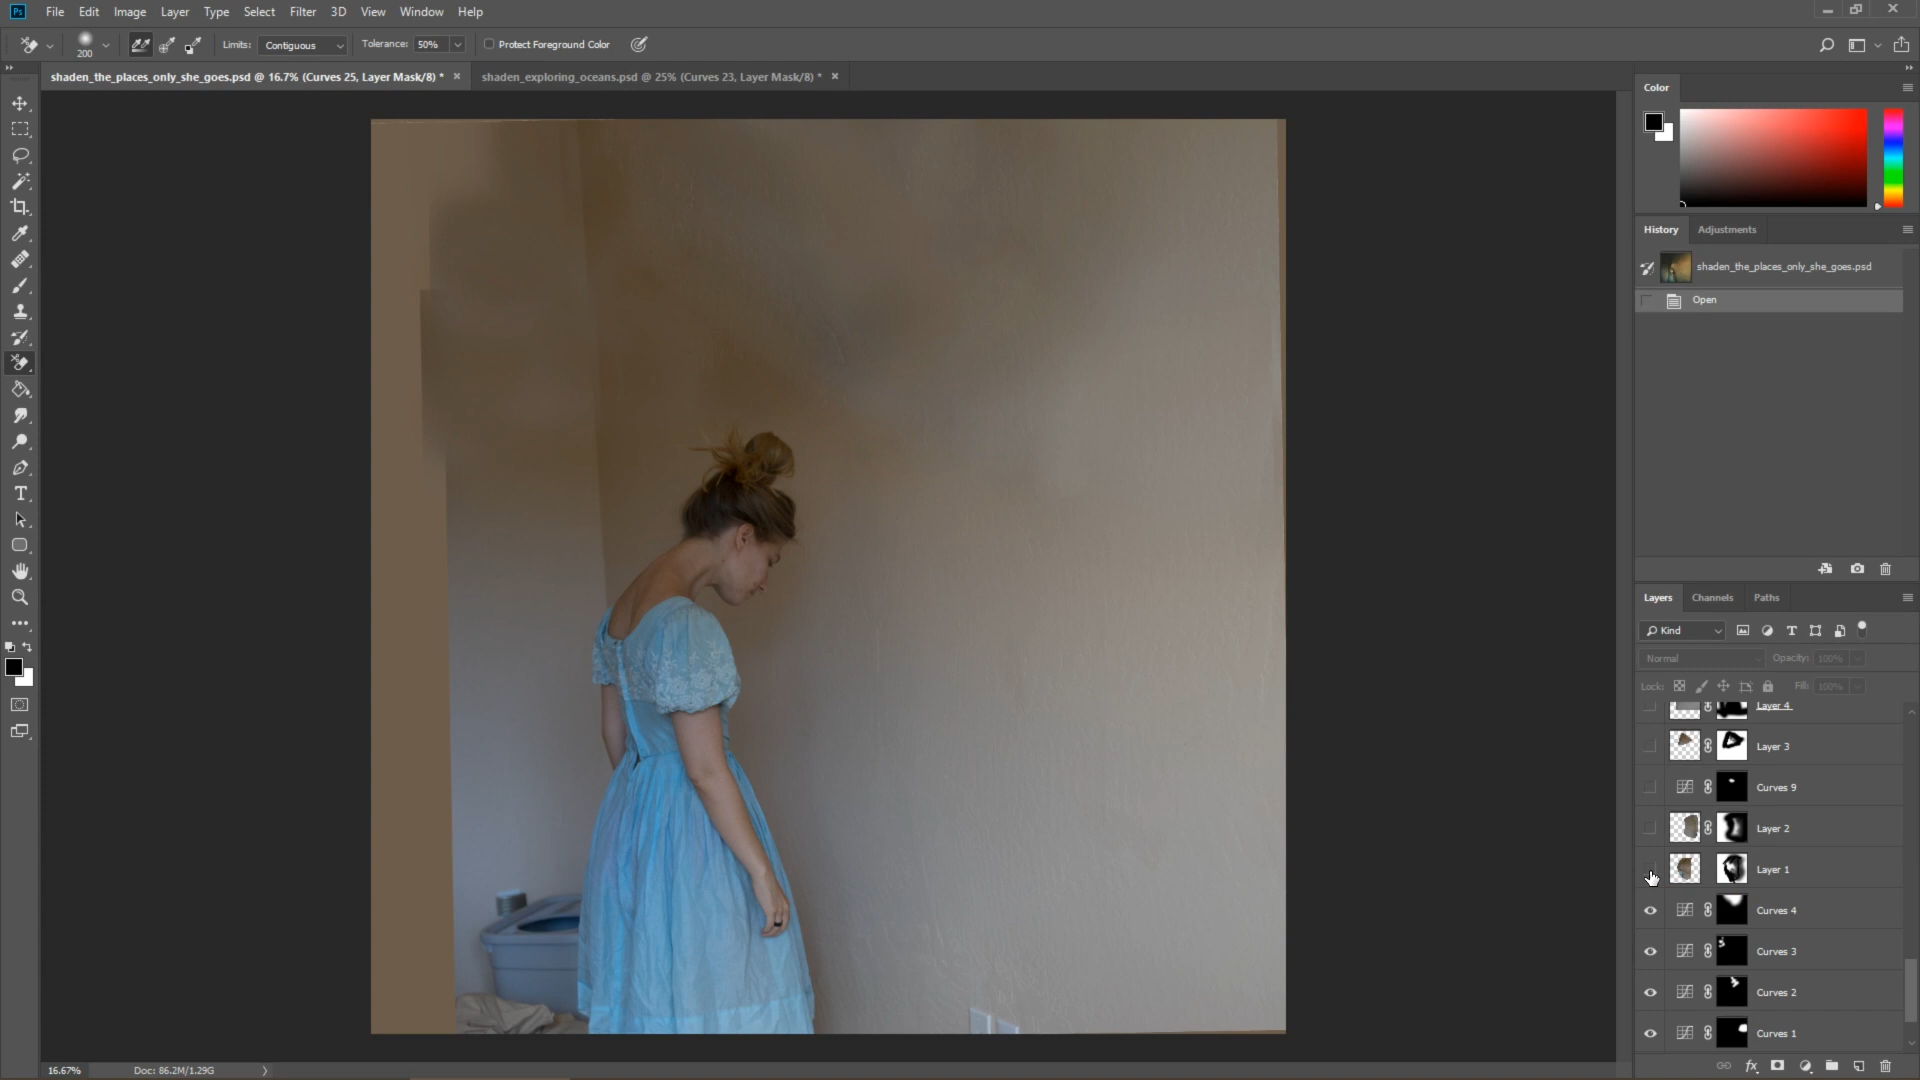 Ps File Edit Image Layer Type Select Filter 3D View Window Help
200 Limits: Contiguous Tolerance: 50% Protect Foreground Color
shaden_the_places_only_she_goes.psd @ 16.7% (Curves 25, Layer Mask/8) * shaden_exploring_oceans.psd @ 25% (Curves 23, Layer Mask/8) *
Color
History Adjustments
shaden_the_places_only_she_goes.psd
Open
Layers Channels Paths
Kind
Normal Opacity: 100%
Lock: Fill: 100%
Layer 4
Layer 3
Curves 9
Layer 2
Layer 1
Curves 4
Curves 3
Curves 2
Curves 1
16.67% Doc: 86.2M/1.29G